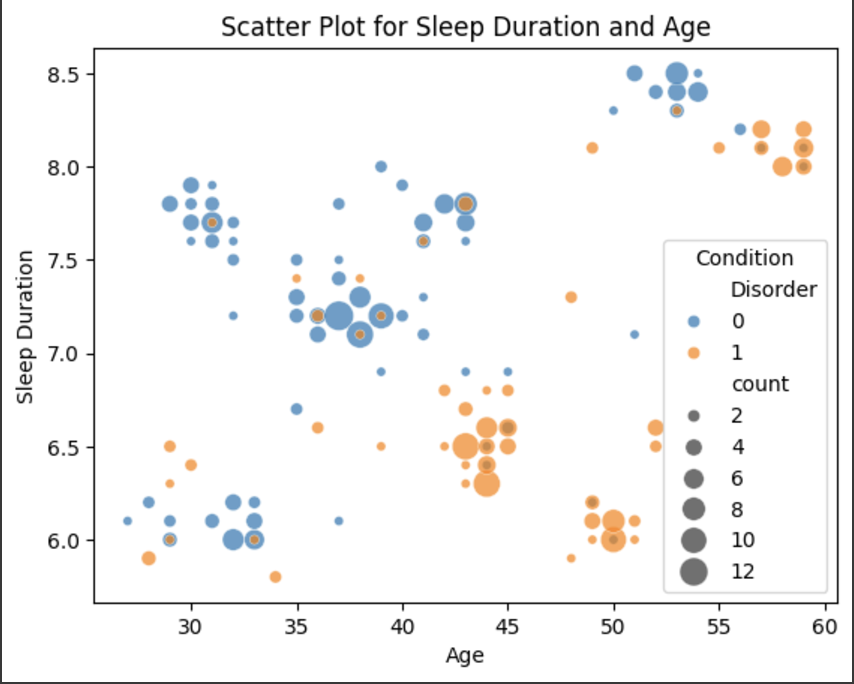 Scatter Plot for Sleep Duration and Age
8.5
8.0
7.5
7.0
6.5
6.0
Sleep Duration
Condition
Disorder
0
1
count
2
4
6
8
10
12
30 35 40 45 50 55 60
Age